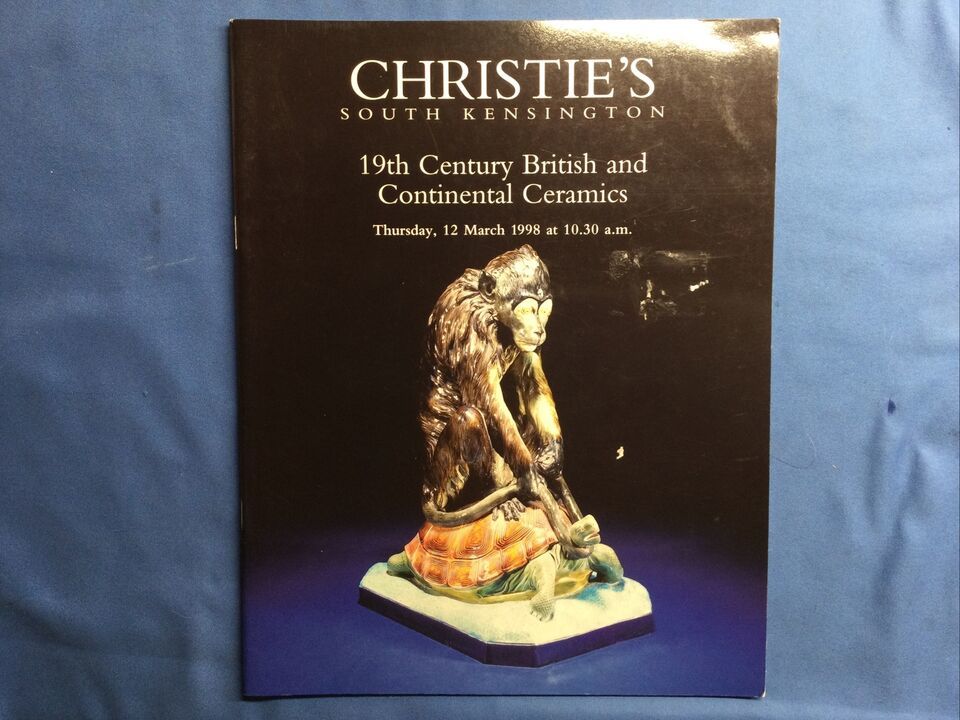 CHRISTIE'S
SOUTH KENSINGTON
19th Century British and
Continental Ceramics
Thursday, 12 March 1998 at 10.30 a.m.